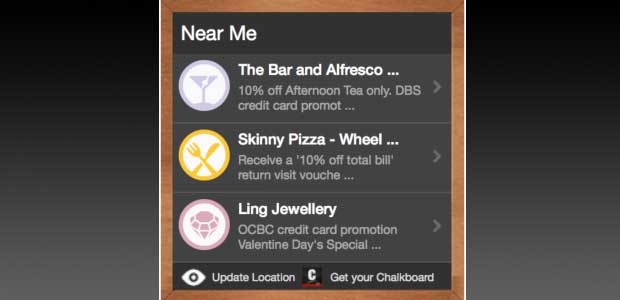 Near Me
The Bar and Alfresco ...
10% off Afternoon Tea only. DBS
credit card promot ...
Skinny Pizza - Wheel ...
Receive a '10% off total bill'
return visit vouche ...
Ling Jewellery
OCBC credit card promotion
Valentine Day's Special ...
Update Location C Get your Chalkboard